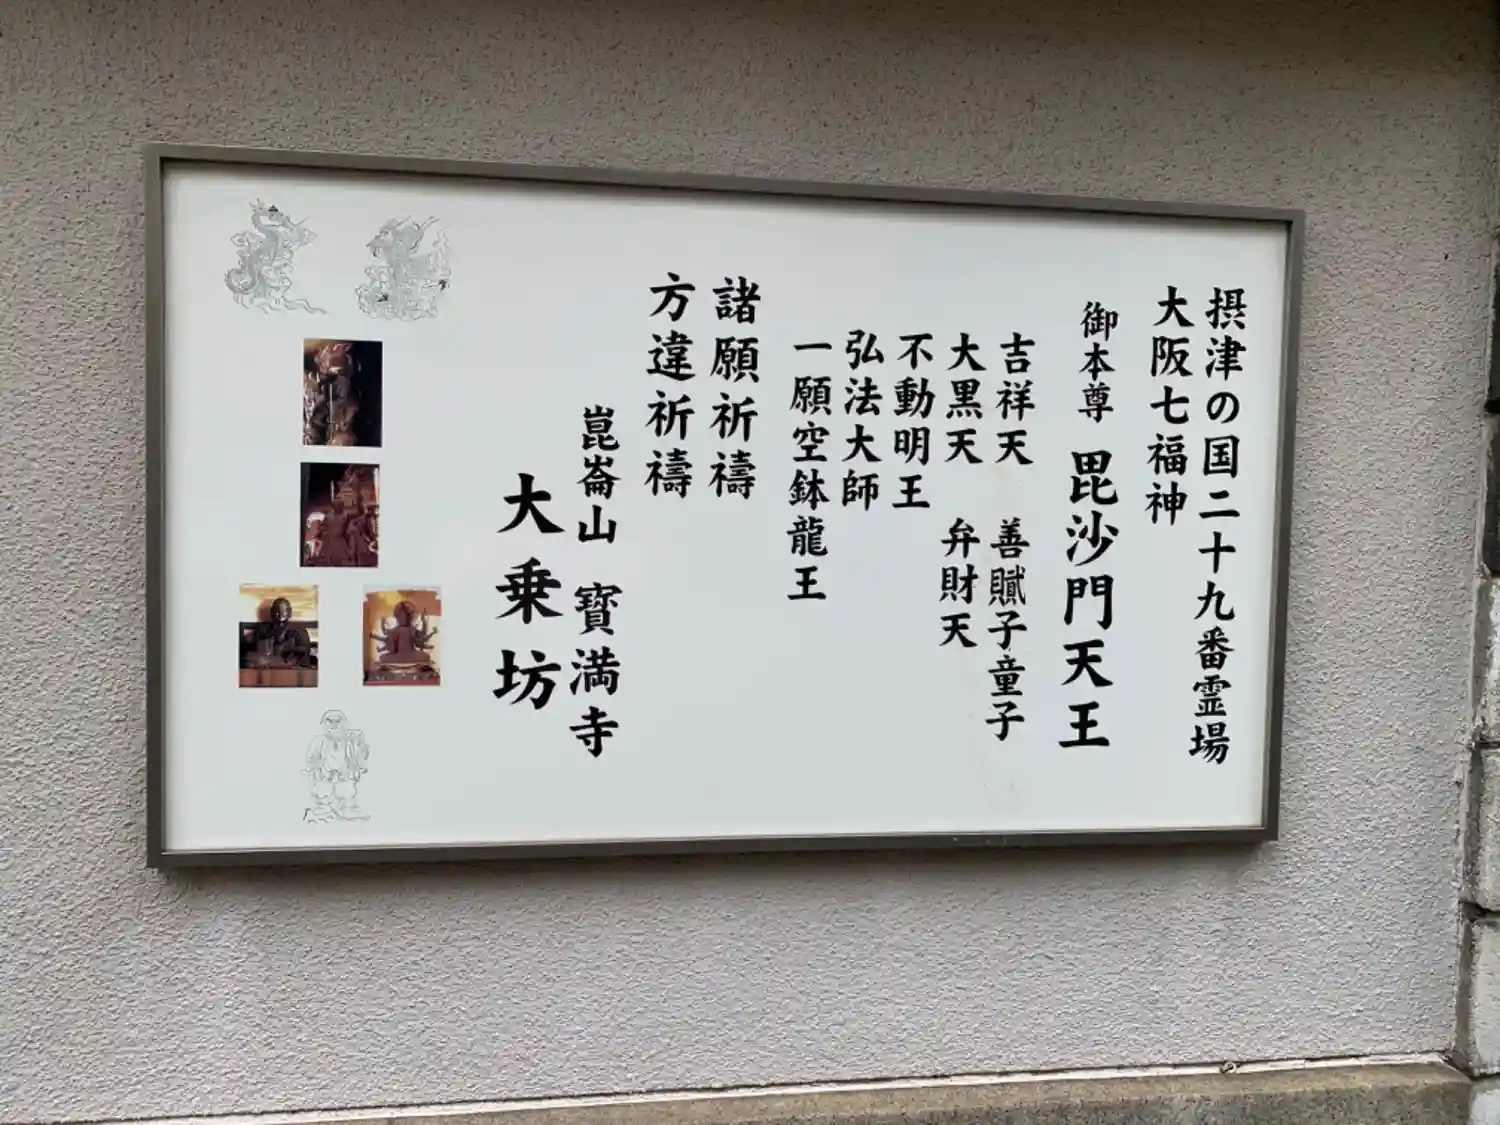 摂津の国二十九番霊場
大阪七福神
御本尊 毘沙門天王
吉祥天 善膩子童子
大黒天 弁財天
不動明王
弘法大師
一願空鉢龍王
諸願祈禱
方違祈禱
崑崙山 寳満寺
大乗坊